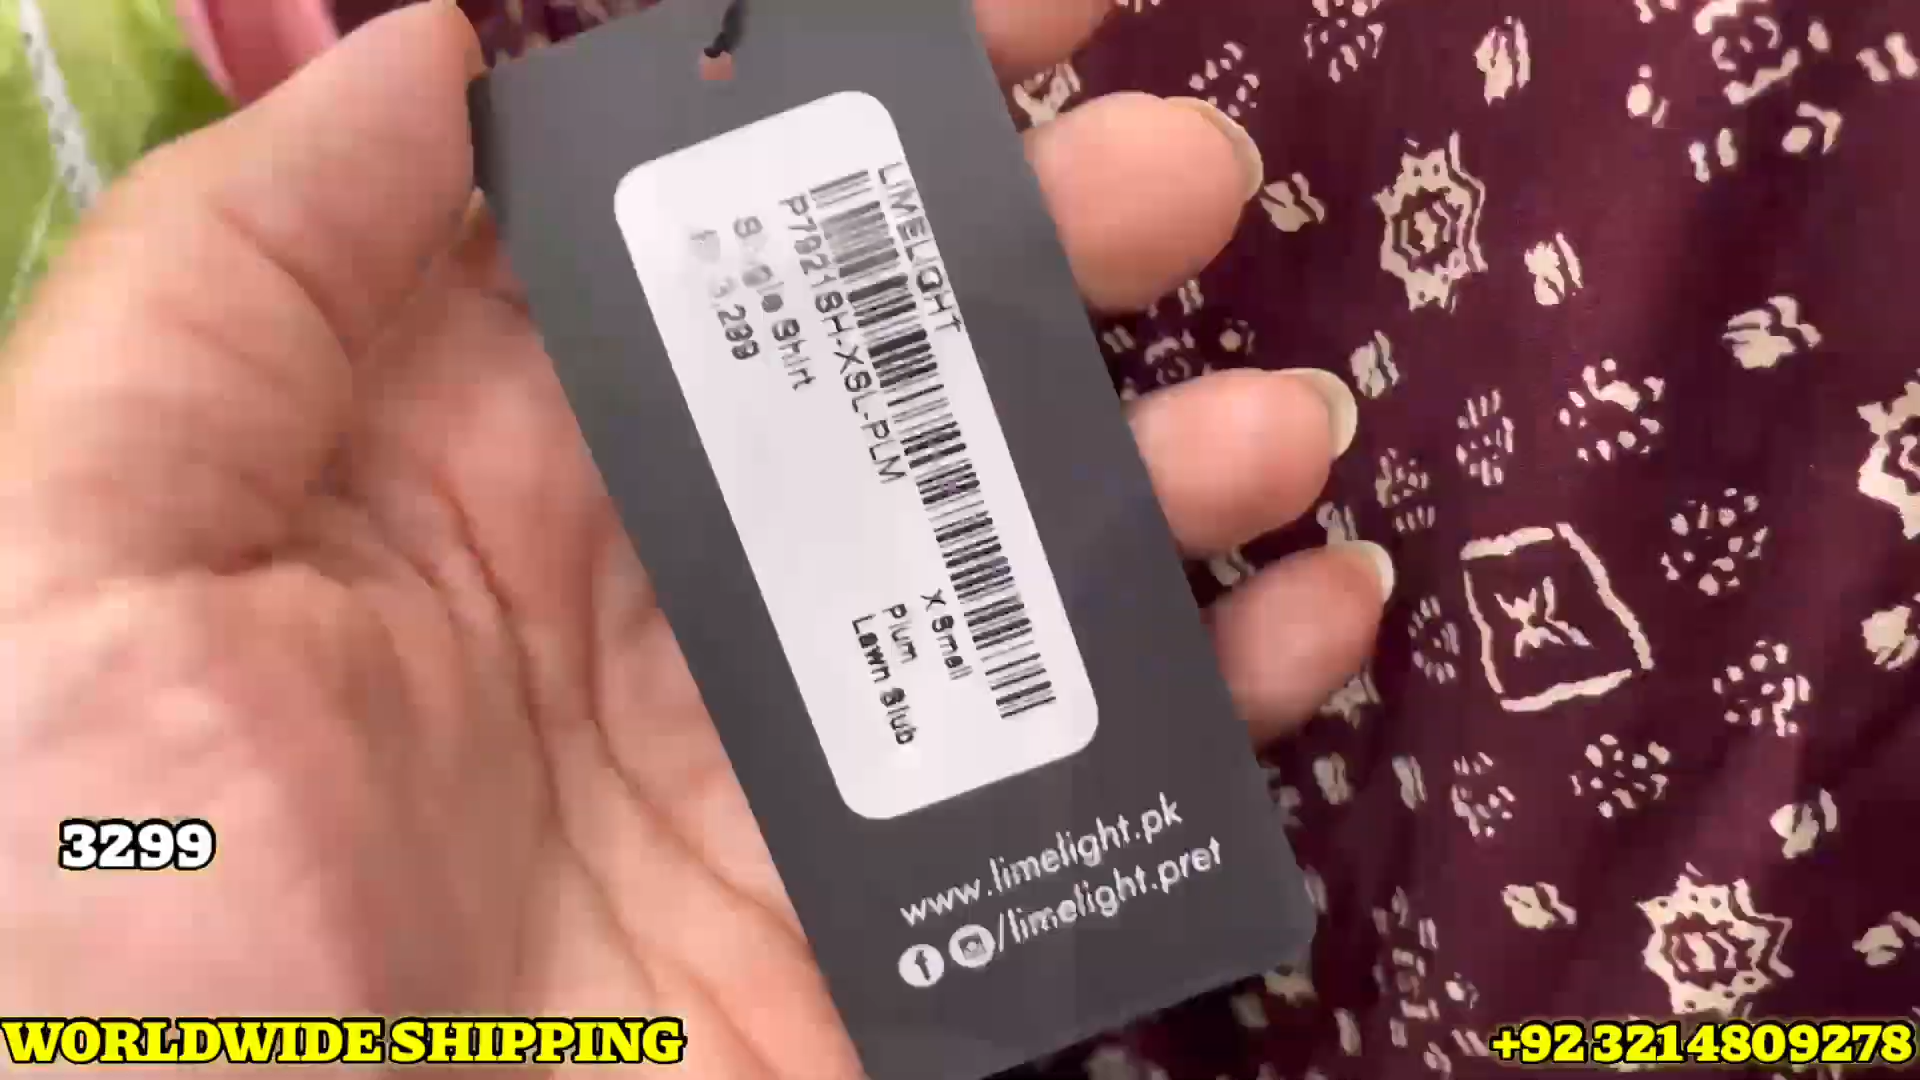 LIMELIGHT
P7921SH-XSL-PLM
X Small
Single Shirt
Plum
3,299
Lawn Slub
www.limelight.pk
/limelight.pret
3299
WORLDWIDE SHIPPING
+92 3214809278